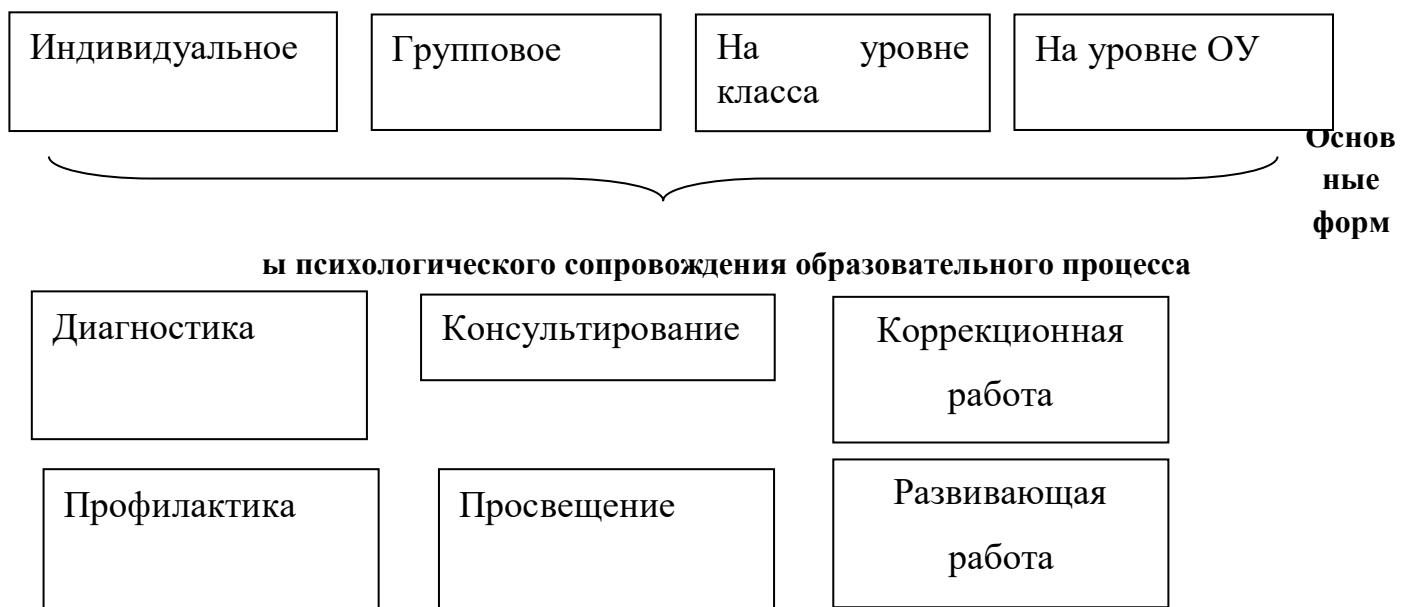 Индивидуальное
Групповое
На уровне
класса
На уровне ОУ
Основ
ные
форм
ы психологического сопровождения образовательного процесса
Диагностика
Консультирование
Коррекционная
работа
Профилактика
Просвещение
Развивающая
работа